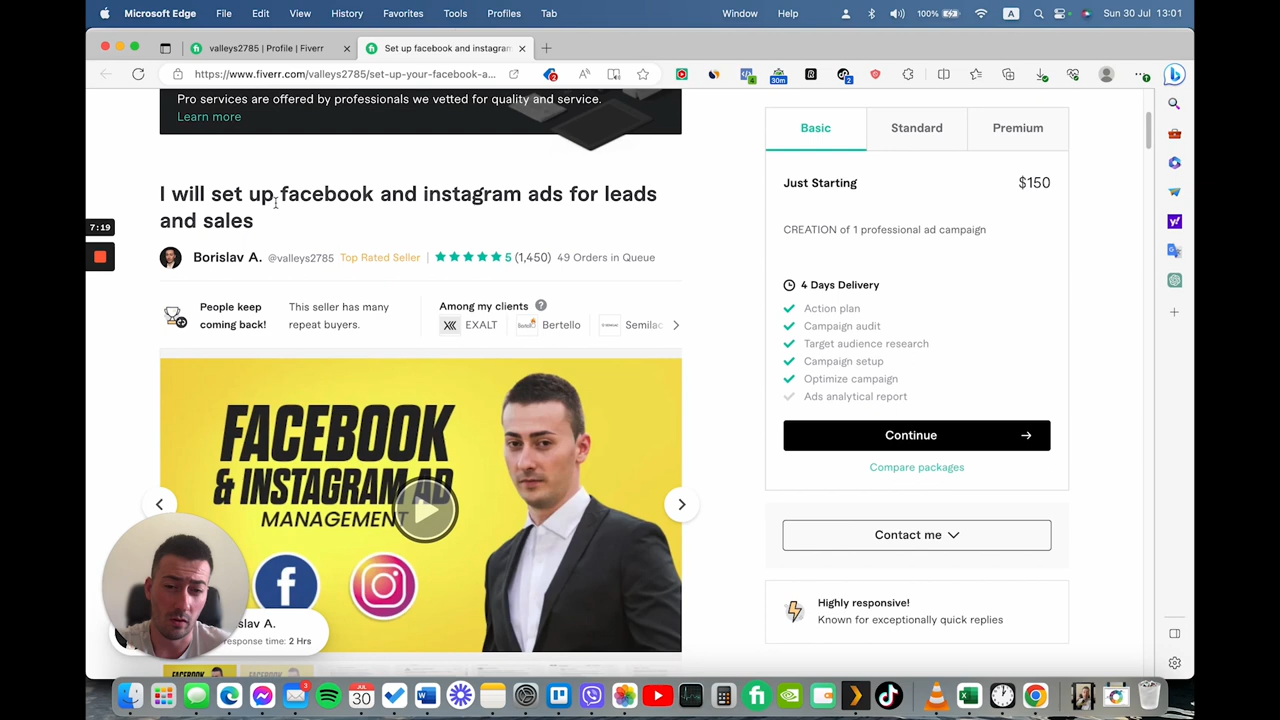 Microsoft Edge File Edit View History Favorites Tools Profiles Tab Window Help 100% A Sun 30 Jul 13:01
valleys2785 | Profile | Fiverr
Set up facebook and instagram
https://www.fiverr.com/valleys2785/set-up-your-facebook-a...
Pro services are offered by professionals we vetted for quality and service.
Learn more
I will set up facebook and instagram ads for leads
and sales
7:19
Borislav A. @valleys2785 Top Rated Seller 5 (1,450) 49 Orders in Queue
People keep
coming back!
This seller has many
repeat buyers.
Among my clients
EXALT Bertello Semilac
FACEBOOK
& INSTAGRAM AD
MANAGEMENT
slav A.
response time: 2 Hrs
Basic Standard Premium
Just Starting $150
CREATION of 1 professional ad campaign
4 Days Delivery
Action plan
Campaign audit
Target audience research
Campaign setup
Optimize campaign
Ads analytical report
Continue
Compare packages
Contact me
Highly responsive!
Known for exceptionally quick replies